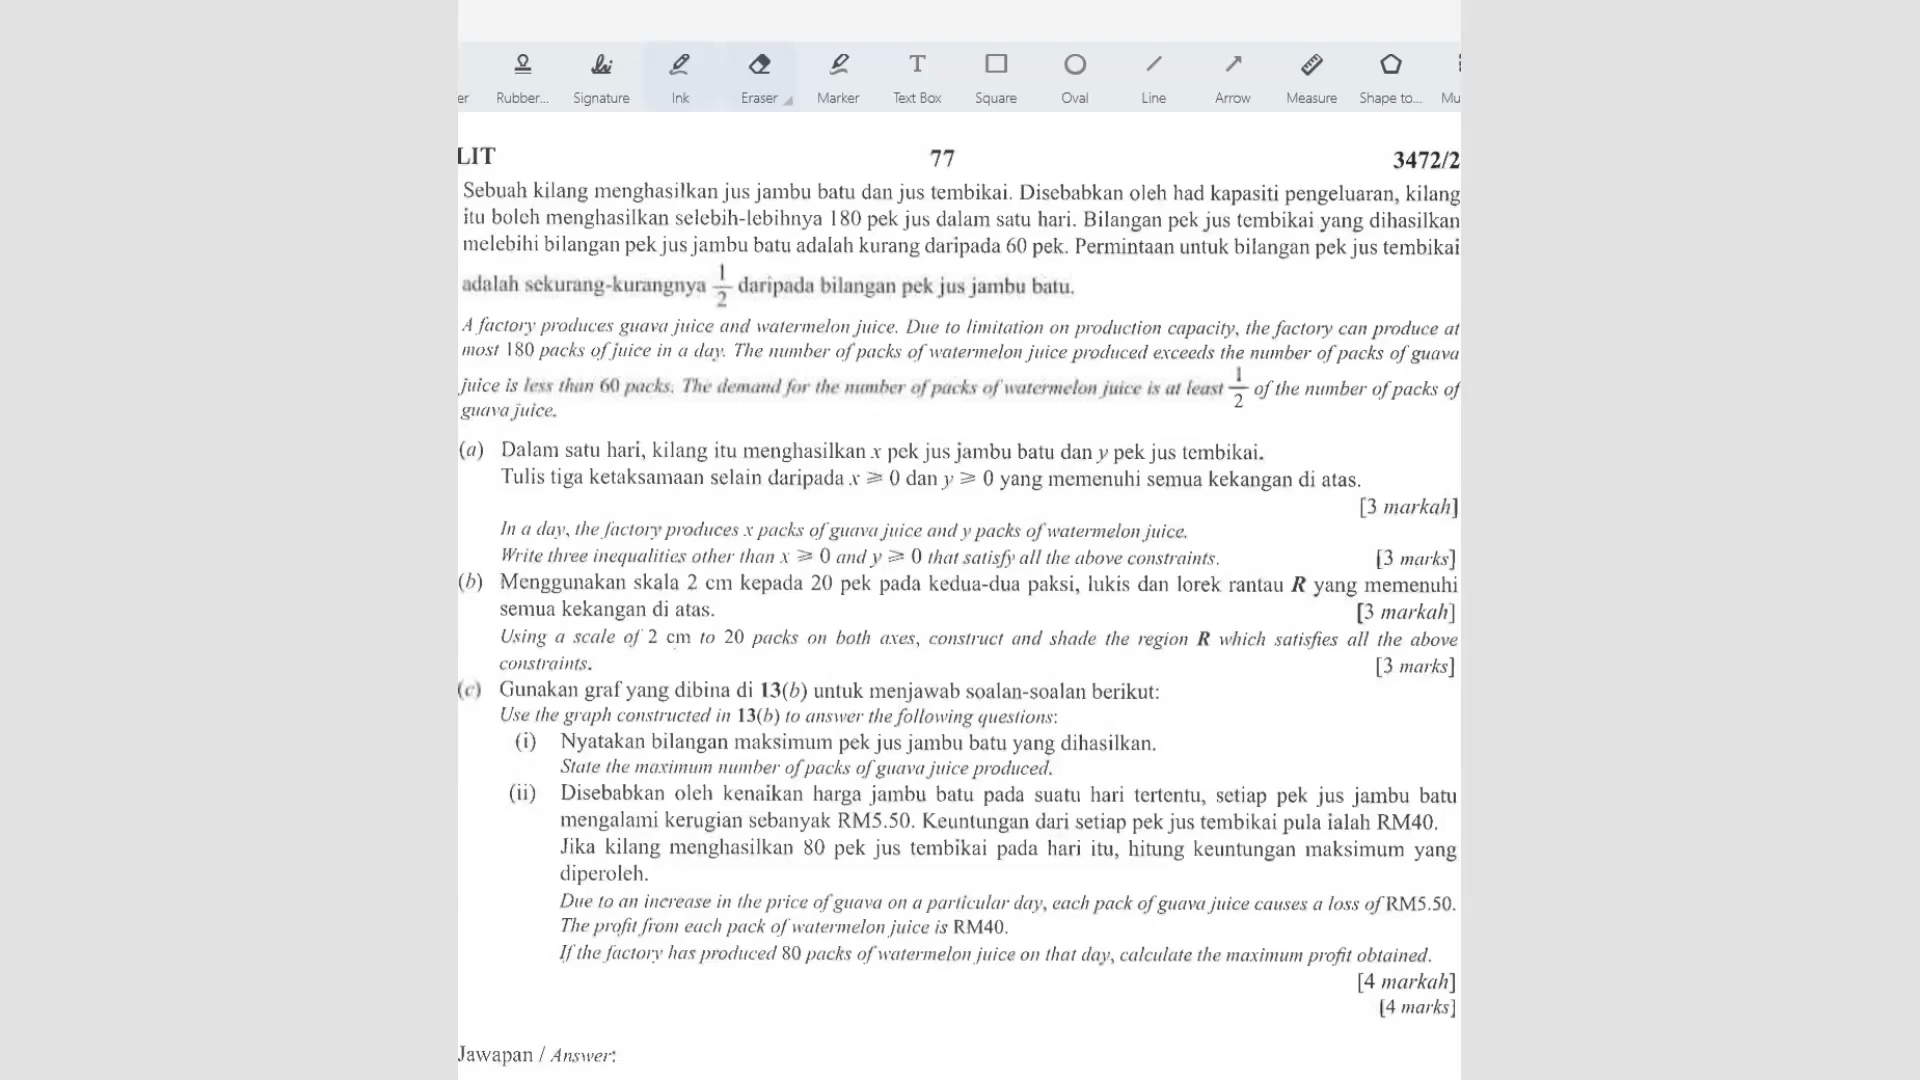 er Rubber... Signature Ink Eraser Marker Text Box Square Oval Line Arrow Measure Shape to... Mu
LIT 77 3472/2
Sebuah kilang menghasilkan jus jambu batu dan jus tembikai. Disebabkan oleh had kapasiti pengeluaran, kilang
itu boleh menghasilkan selebih-lebihnya 180 pek jus dalam satu hari. Bilangan pek jus tembikai yang dihasilkan
melebihi bilangan pek jus jambu batu adalah kurang daripada 60 pek. Permintaan untuk bilangan pek jus tembikai
adalah sekurang-kurangnya 1/2 daripada bilangan pek jus jambu batu.
A factory produces guava juice and watermelon juice. Due to limitation on production capacity, the factory can produce at
most 180 packs of juice in a day. The number of packs of watermelon juice produced exceeds the number of packs of guava
juice is less than 60 packs. The demand for the number of packs of watermelon juice is at least 1/2 of the number of packs of
guava juice.
(a) Dalam satu hari, kilang itu menghasilkan x pek jus jambu batu dan y pek jus tembikai.
Tulis tiga ketaksamaan selain daripada x ⩾ 0 dan y ⩾ 0 yang memenuhi semua kekangan di atas.
[3 markah]
In a day, the factory produces x packs of guava juice and y packs of watermelon juice.
Write three inequalities other than x ⩾ 0 and y ⩾ 0 that satisfy all the above constraints. [3 marks]
(b) Menggunakan skala 2 cm kepada 20 pek pada kedua-dua paksi, lukis dan lorek rantau R yang memenuhi
semua kekangan di atas. [3 markah]
Using a scale of 2 cm to 20 packs on both axes, construct and shade the region R which satisfies all the above
constraints. [3 marks]
(c) Gunakan graf yang dibina di 13(b) untuk menjawab soalan-soalan berikut:
Use the graph constructed in 13(b) to answer the following questions:
(i) Nyatakan bilangan maksimum pek jus jambu batu yang dihasilkan.
State the maximum number of packs of guava juice produced.
(ii) Disebabkan oleh kenaikan harga jambu batu pada suatu hari tertentu, setiap pek jus jambu batu
mengalami kerugian sebanyak RM5.50. Keuntungan dari setiap pek jus tembikai pula ialah RM40.
Jika kilang menghasilkan 80 pek jus tembikai pada hari itu, hitung keuntungan maksimum yang
diperoleh.
Due to an increase in the price of guava on a particular day, each pack of guava juice causes a loss of RM5.50.
The profit from each pack of watermelon juice is RM40.
If the factory has produced 80 packs of watermelon juice on that day, calculate the maximum profit obtained.
[4 markah]
[4 marks]
Jawapan / Answer: